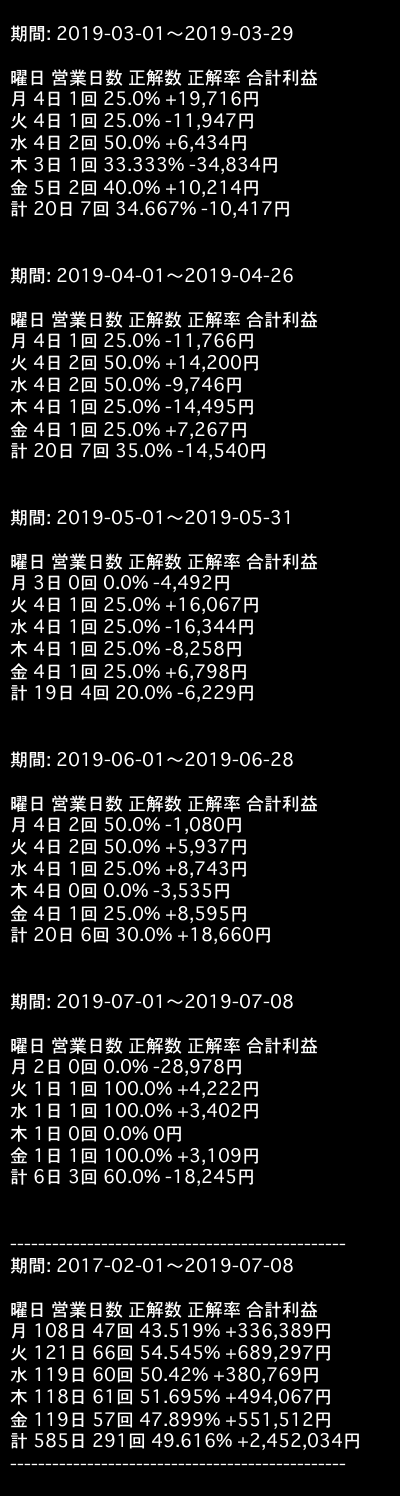 期間: 2019-03-01〜2019-03-29
曜日 営業日数 正解数 正解率 合計利益
月 4日 1回 25.0% +19,716円
火 4日 1回 25.0% -11,947円
水 4日 2回 50.0% +6,434円
木 3日 1回 33.333% -34,834円
金 5日 2回 40.0% +10,214円
計 20日 7回 34.667% -10,417円
期間: 2019-04-01〜2019-04-26
曜日 営業日数 正解数 正解率 合計利益
月 4日 1回 25.0% -11,766円
火 4日 2回 50.0% +14,200円
水 4日 2回 50.0% -9,746円
木 4日 1回 25.0% -14,495円
金 4日 1回 25.0% +7,267円
計 20日 7回 35.0% -14,540円
期間: 2019-05-01〜2019-05-31
曜日 営業日数 正解数 正解率 合計利益
月 3日 0回 0.0% -4,492円
火 4日 1回 25.0% +16,067円
水 4日 1回 25.0% -16,344円
木 4日 1回 25.0% -8,258円
金 4日 1回 25.0% +6,798円
計 19日 4回 20.0% -6,229円
期間: 2019-06-01〜2019-06-28
曜日 営業日数 正解数 正解率 合計利益
月 4日 2回 50.0% -1,080円
火 4日 2回 50.0% +5,937円
水 4日 1回 25.0% +8,743円
木 4日 0回 0.0% -3,535円
金 4日 1回 25.0% +8,595円
計 20日 6回 30.0% +18,660円
期間: 2019-07-01〜2019-07-08
曜日 営業日数 正解数 正解率 合計利益
月 2日 0回 0.0% -28,978円
火 1日 1回 100.0% +4,222円
水 1日 1回 100.0% +3,402円
木 1日 0回 0.0% 0円
金 1日 1回 100.0% +3,109円
計 6日 3回 60.0% -18,245円
------------------------------------------------
期間: 2017-02-01〜2019-07-08
曜日 営業日数 正解数 正解率 合計利益
月 108日 47回 43.519% +336,389円
火 121日 66回 54.545% +689,297円
水 119日 60回 50.42% +380,769円
木 118日 61回 51.695% +494,067円
金 119日 57回 47.899% +551,512円
計 585日 291回 49.616% +2,452,034円
------------------------------------------------